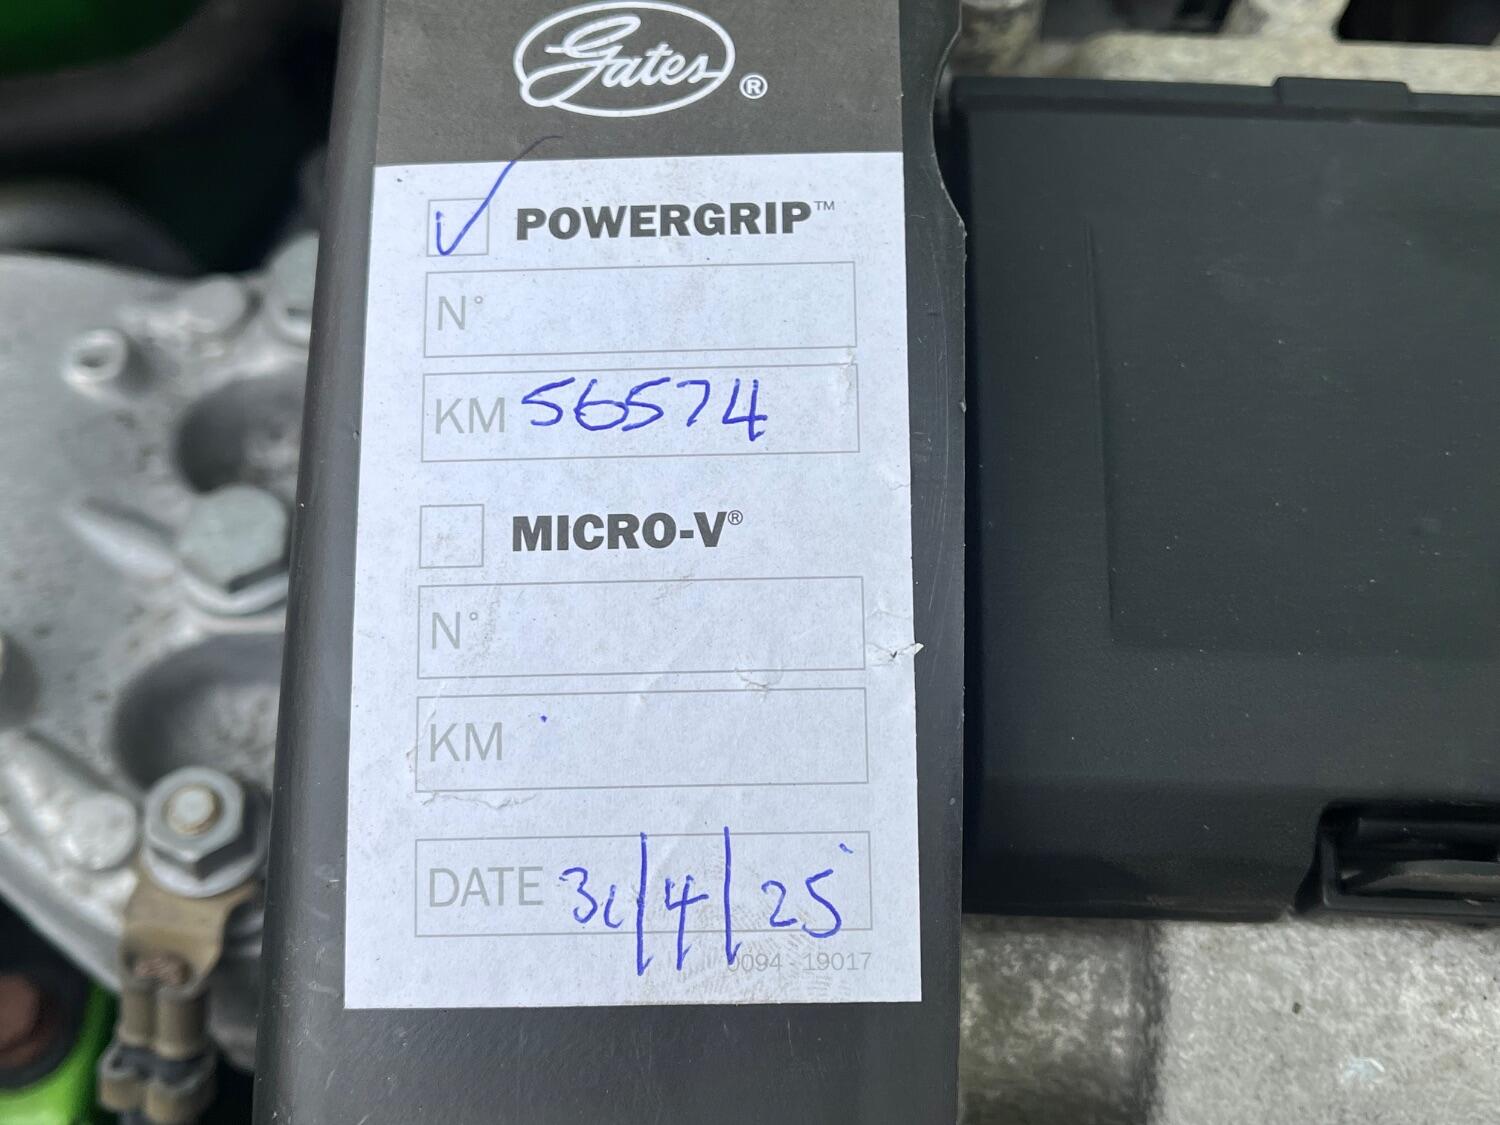 Gates®
POWERGRIP™
N°
KM 56574
MICRO-V®
N°
KM
DATE 31/4/25
0094 - 19017